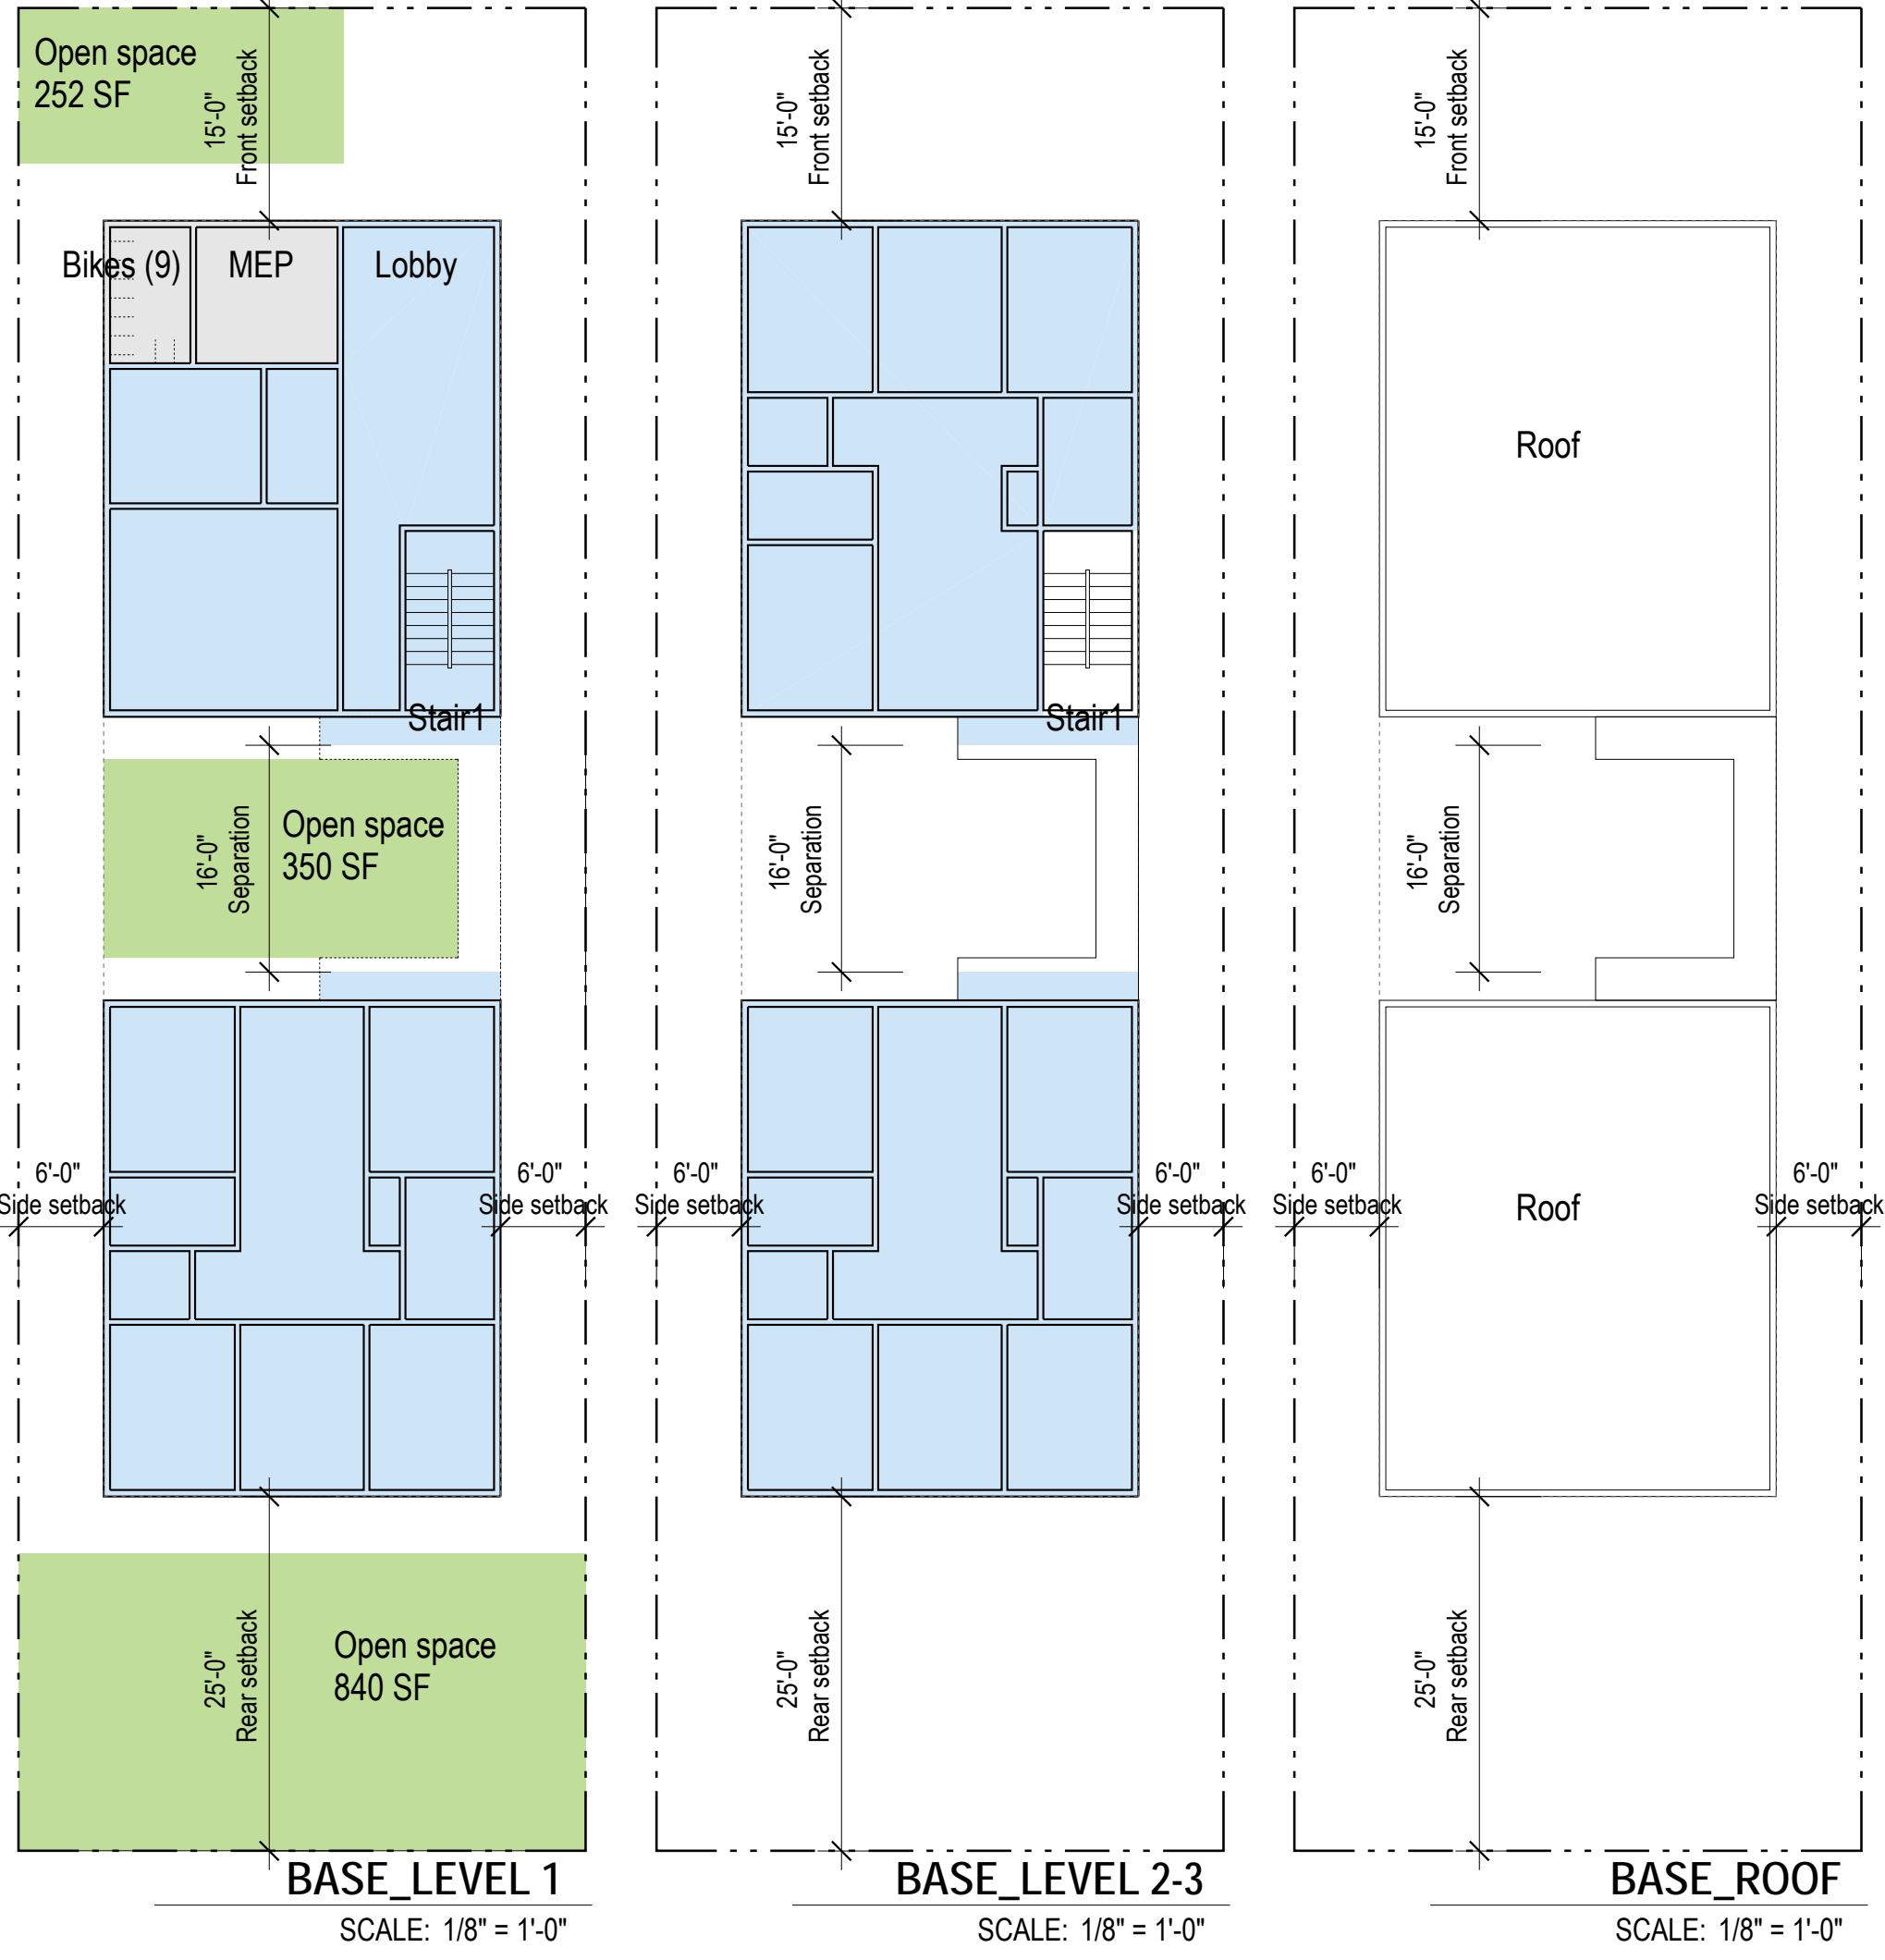 Open space
252 SF
15'-0"
Front setback
Bikes (9)
MEP
Lobby
Stair1
Open space
350 SF
16'-0"
Separation
6'-0"
Side setback
6'-0"
Side setback
Open space
840 SF
25'-0"
Rear setback
BASE_LEVEL 1
SCALE: 1/8" = 1'-0"
15'-0"
Front setback
Stair1
16'-0"
Separation
6'-0"
Side setback
6'-0"
Side setback
25'-0"
Rear setback
BASE_LEVEL 2-3
SCALE: 1/8" = 1'-0"
15'-0"
Front setback
Roof
16'-0"
Separation
6'-0"
Side setback
Roof
6'-0"
Side setback
25'-0"
Rear setback
BASE_ROOF
SCALE: 1/8" = 1'-0"